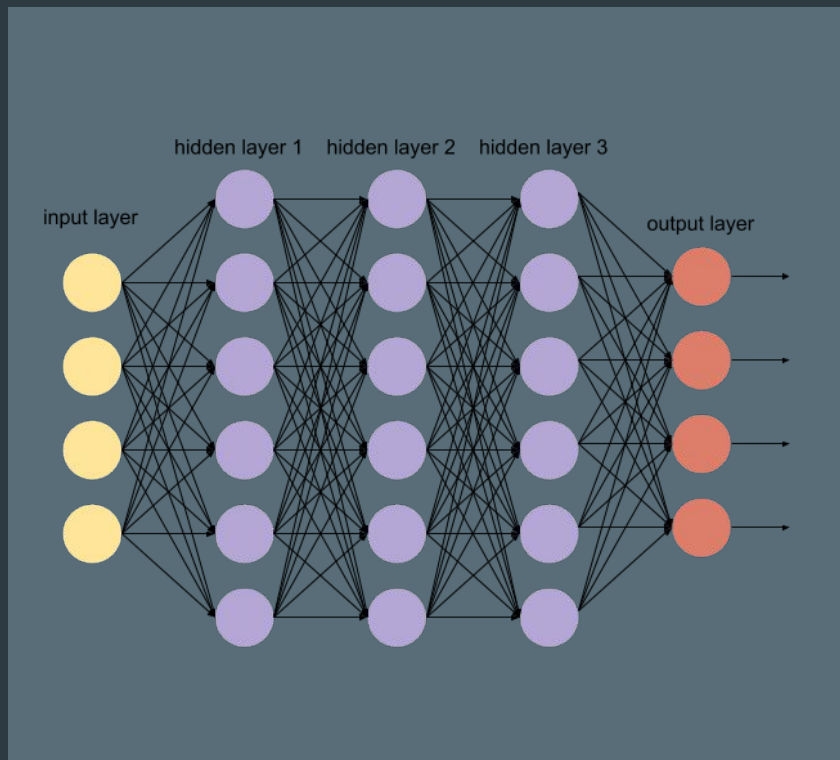 hidden layer 1
hidden layer 2
hidden layer 3
input layer
output layer